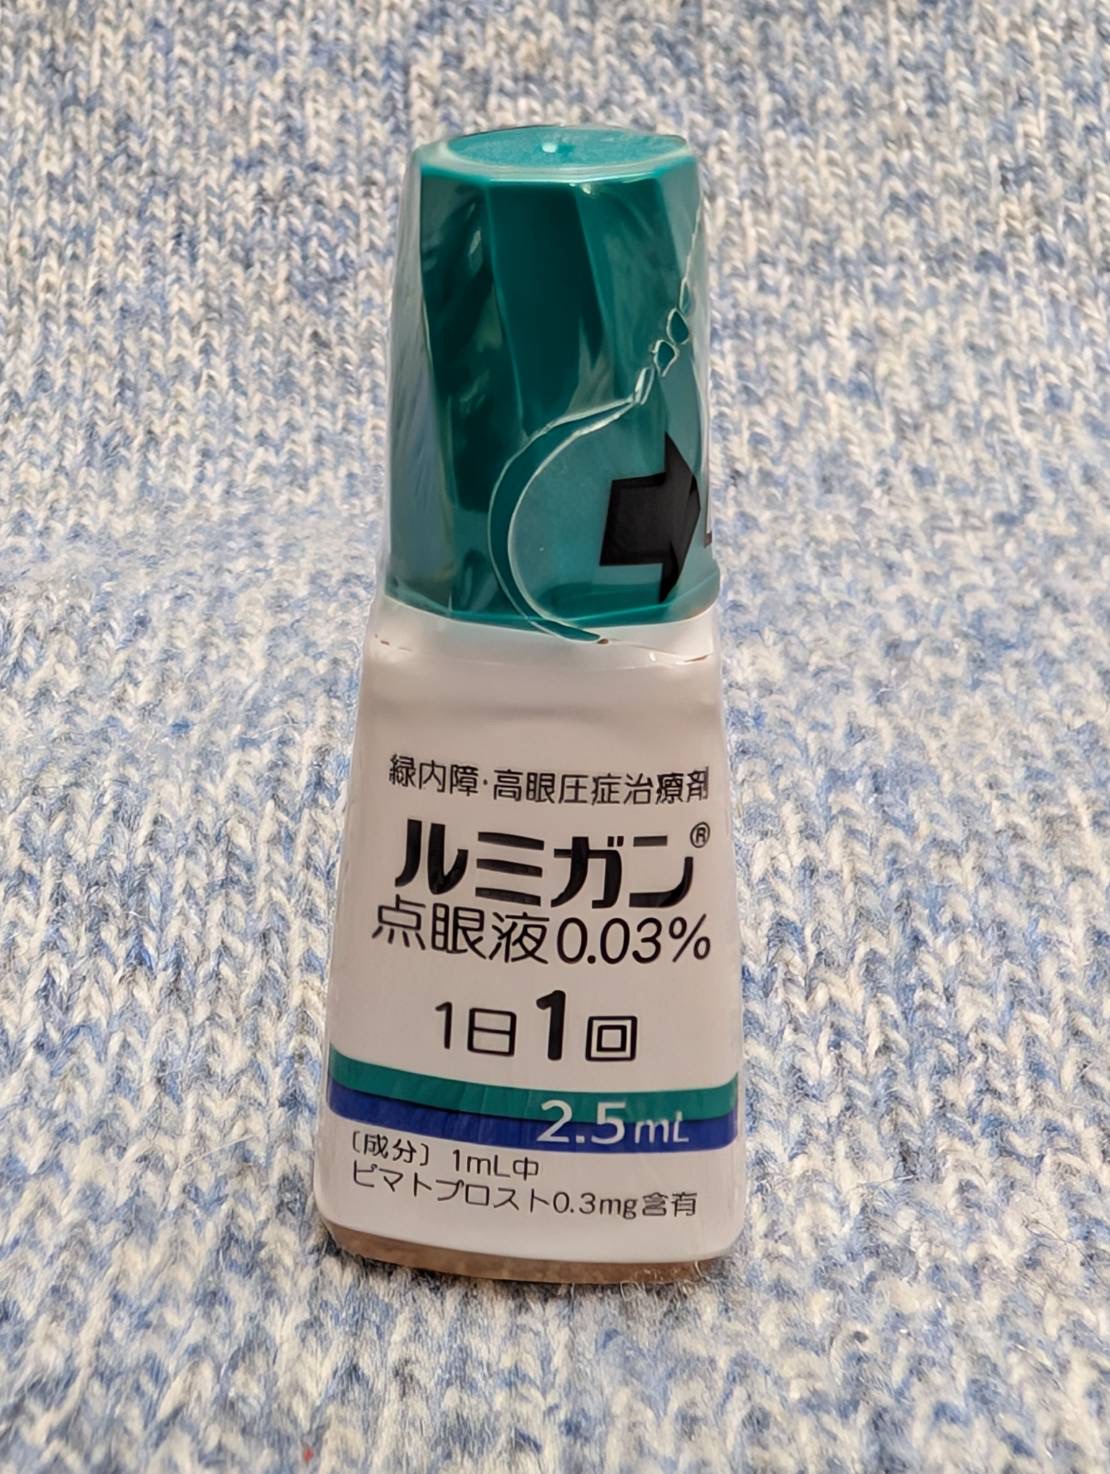 緑内障・高眼圧症治療剤
ルミガン®
点眼液0.03%
1日1回
2.5mL
〔成分〕1mL中
ビマトプロスト0.3mg含有